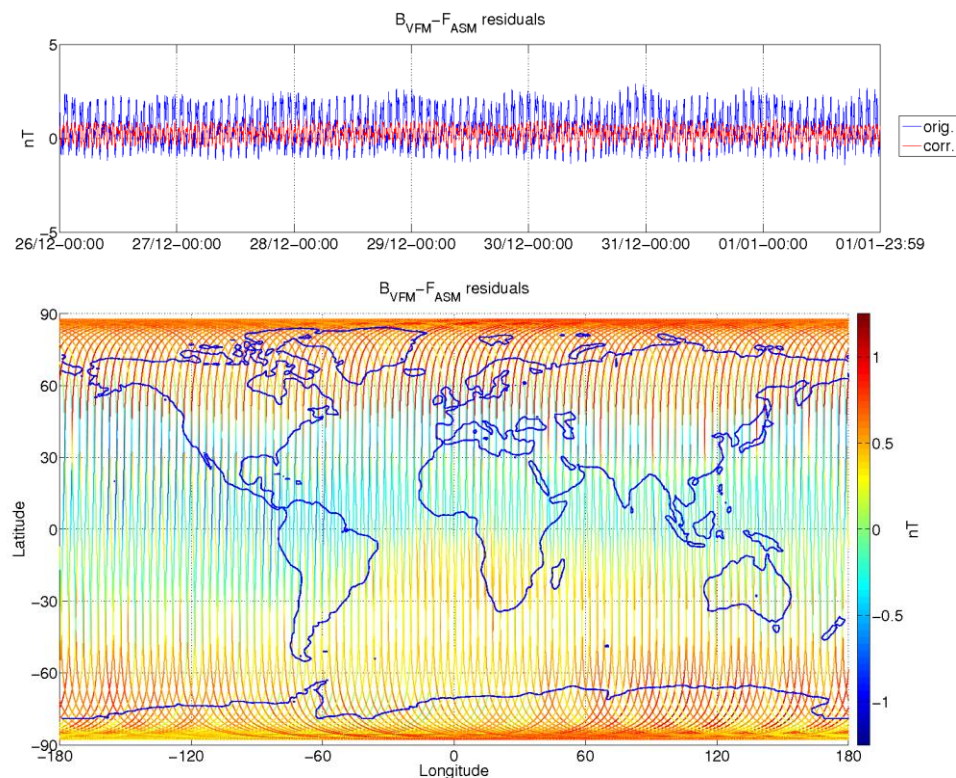 B_VFM−F_ASM residuals
5
0
−5
nT
26/12−00:00 27/12−00:00 28/12−00:00 29/12−00:00 30/12−00:00 31/12−00:00 01/01−00:00 01/01−23:59
orig.
corr.
B_VFM−F_ASM residuals
90
60
30
0
−30
−60
−90
Latitude
−180 −120 −60 0 60 120 180
Longitude
1
0.5
0
−0.5
−1
nT